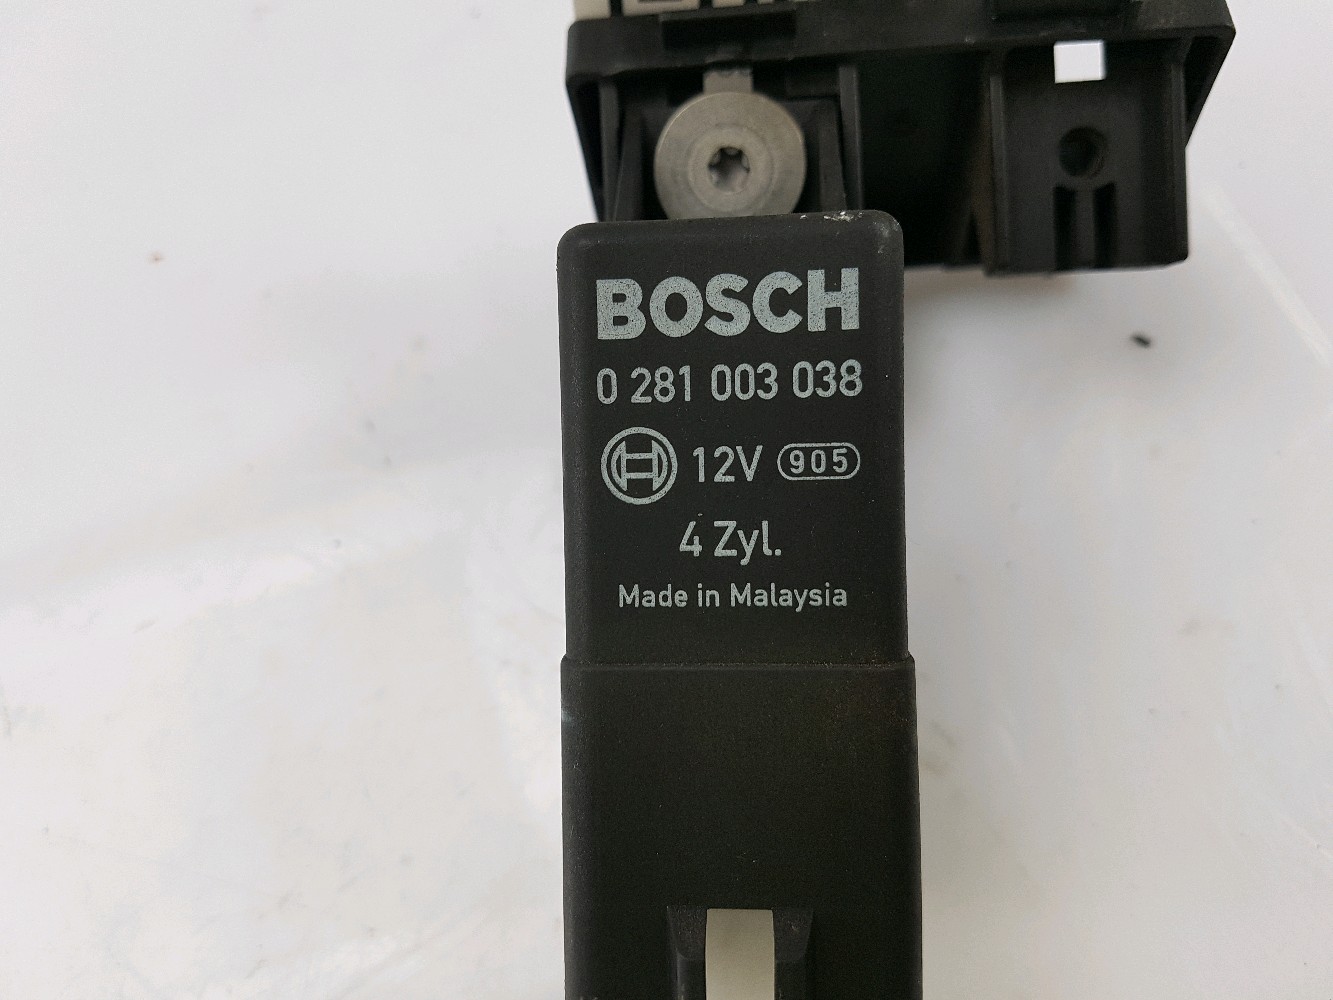 BOSCH
0 281 003 038
12V 905
4 Zyl.
Made in Malaysia